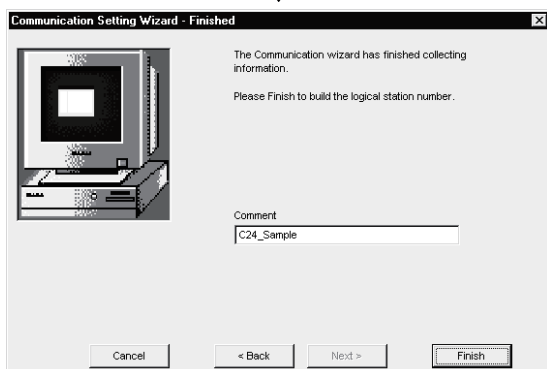 Communication Setting Wizard - Finished
The Communication wizard has finished collecting
information.
Please Finish to build the logical station number.
Comment
C24_Sample
Cancel
< Back
Next >
Finish